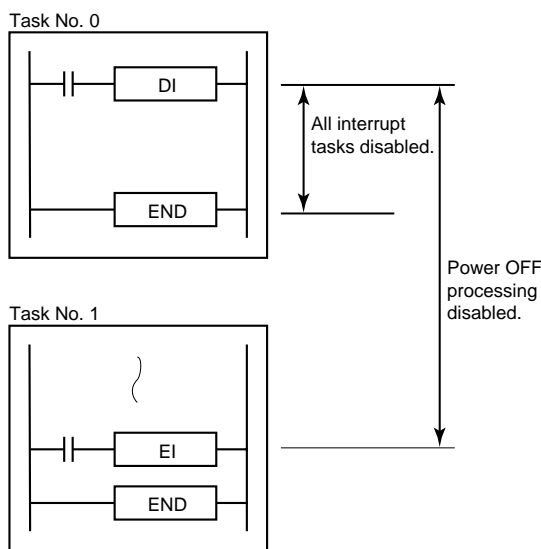 Task No. 0
DI
All interrupt
tasks disabled.
END
Power OFF
processing
disabled.
Task No. 1
EI
END